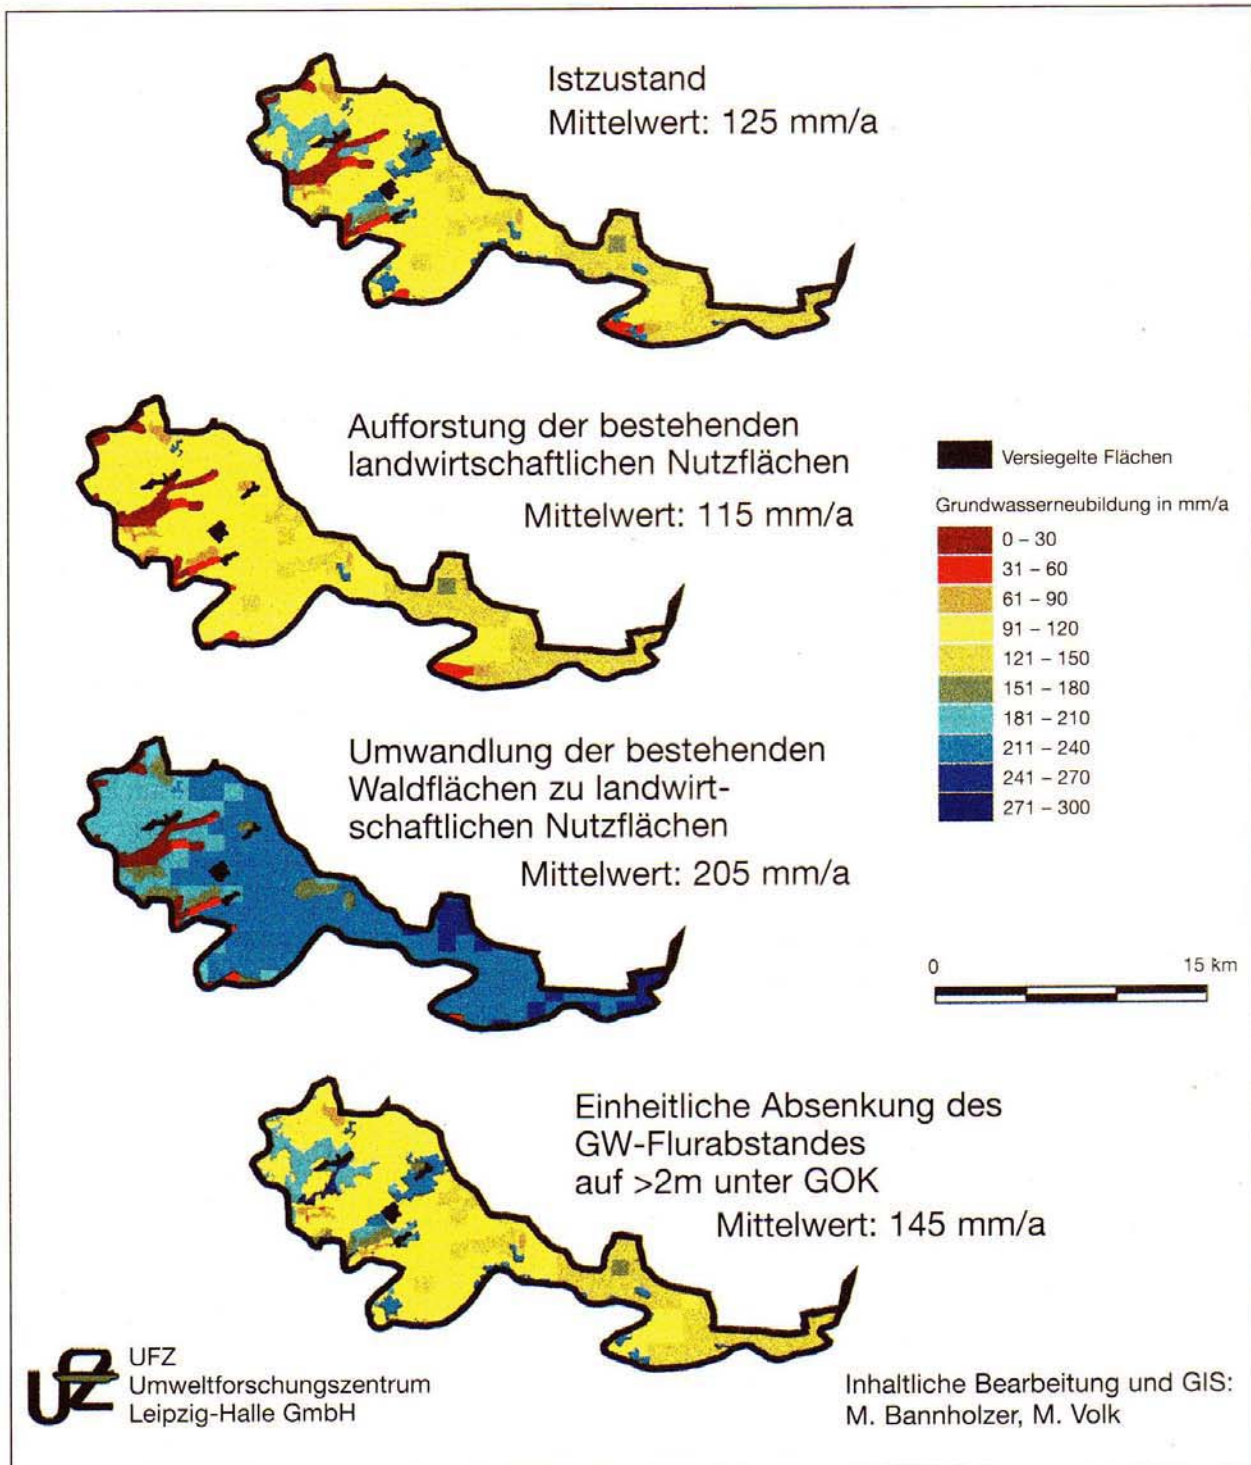 Istzustand
Mittelwert: 125 mm/a
Aufforstung der bestehenden
landwirtschaftlichen Nutzflächen
Mittelwert: 115 mm/a
Versiegelte Flächen
Grundwasserneubildung in mm/a
0 – 30
31 – 60
61 – 90
91 – 120
121 – 150
151 – 180
181 – 210
211 – 240
241 – 270
271 – 300
Umwandlung der bestehenden
Waldflächen zu landwirt-
schaftlichen Nutzflächen
Mittelwert: 205 mm/a
0 15 km
Einheitliche Absenkung des
GW-Flurabstandes
auf >2m unter GOK
Mittelwert: 145 mm/a
UFZ
UFZ
Umweltforschungszentrum
Leipzig-Halle GmbH
Inhaltliche Bearbeitung und GIS:
M. Bannholzer, M. Volk